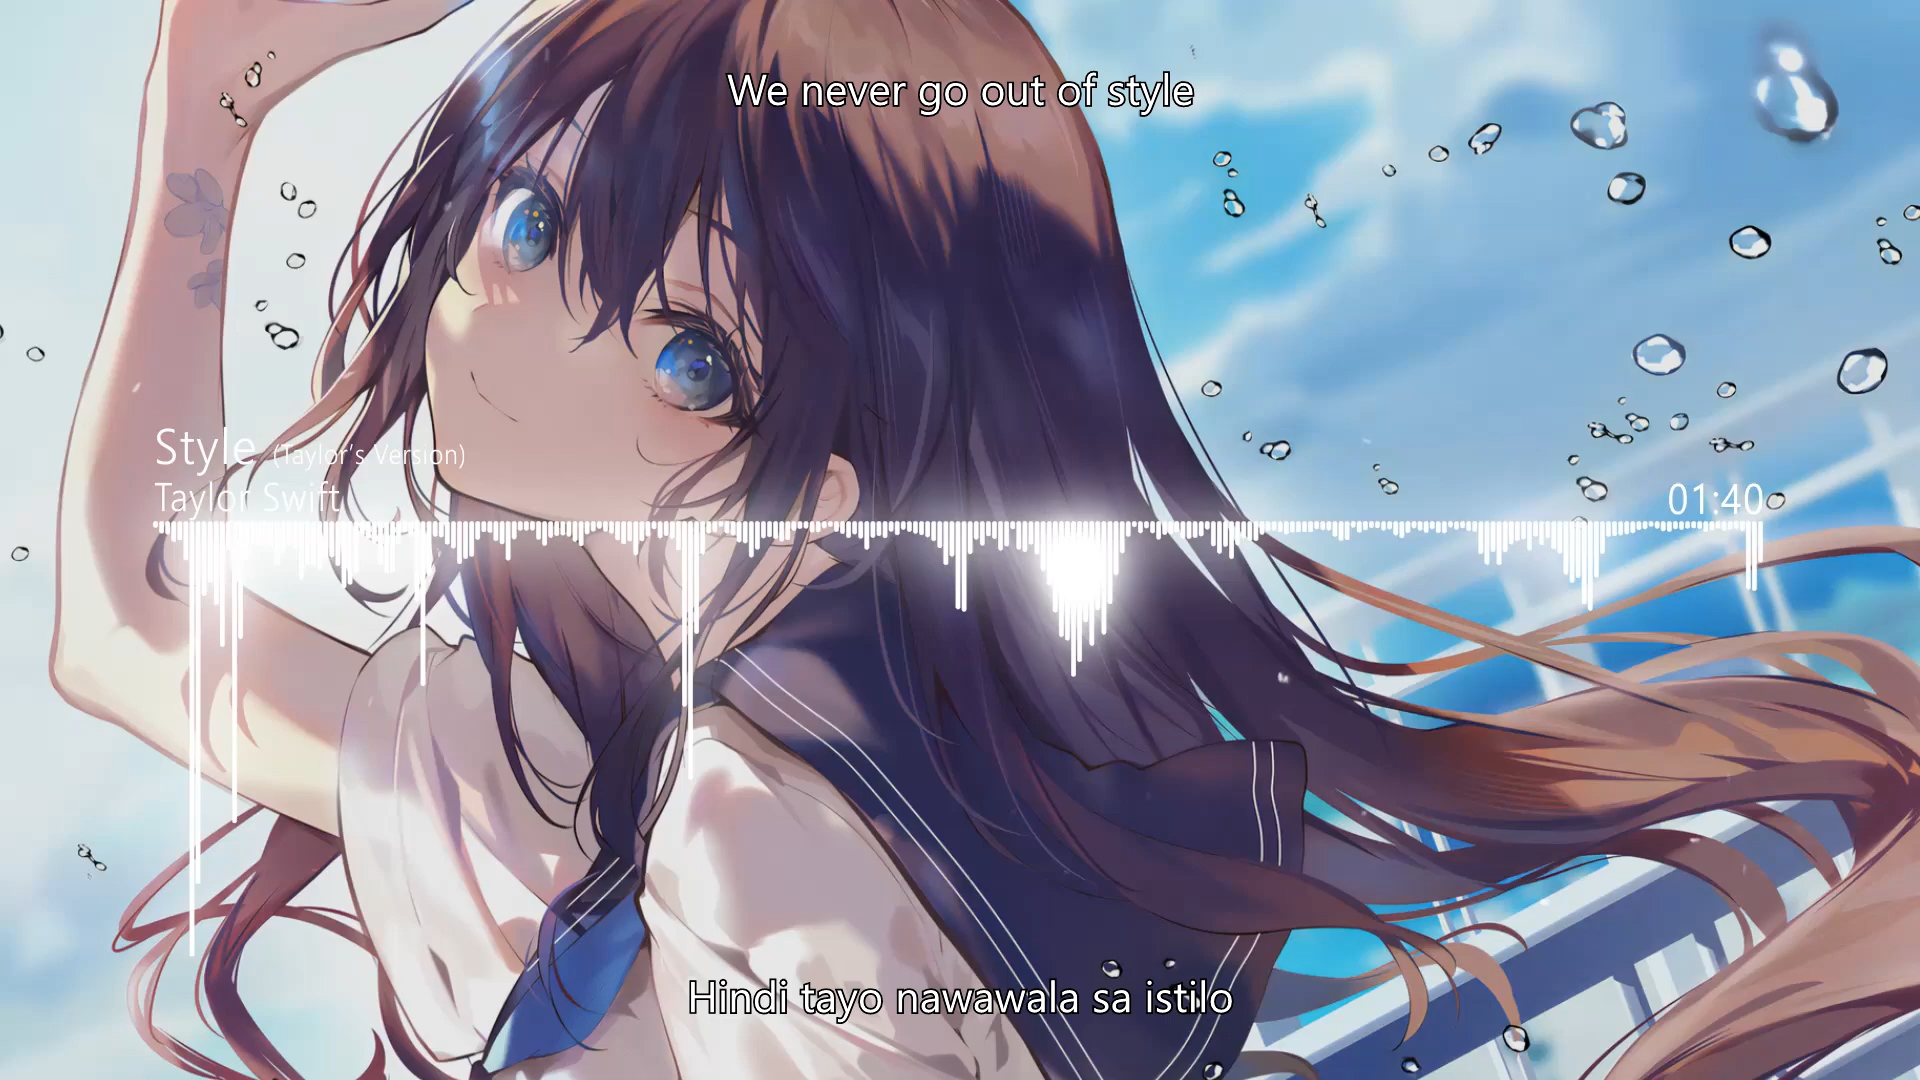 We never go out of style
Style (Taylor's Version)
Taylor Swift
01:40
Hindi tayo nawawala sa istilo